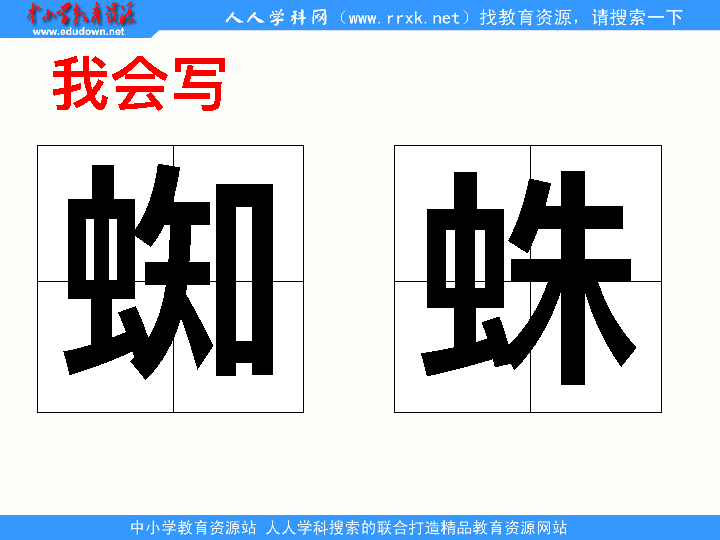 中小学教育资源
www.edudown.net
人人学科网（www.rrxk.net）找教育资源，请搜索一下
我会写
蜘 蛛
中小学教育资源站 人人学科搜索的联合打造精品教育资源网站